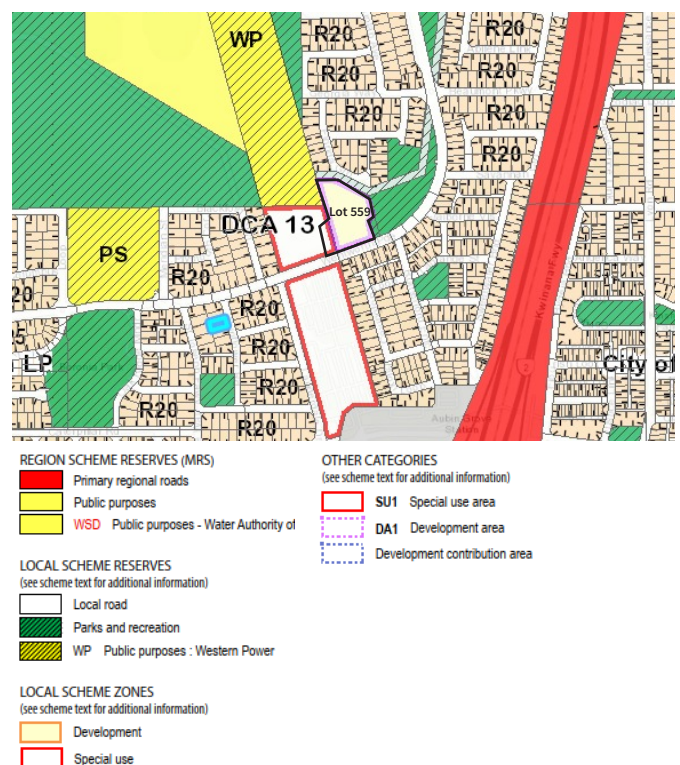 WP
R20
R20
R20
R20
R20
R20
Lot 559
DCA 13
PS
R20
20
R20
R20
LP
R20
R20
R20
Kwinana Fwy
2
City of
Aubin Grove
Station
REGION SCHEME RESERVES (MRS)
Primary regional roads
Public purposes
WSD Public purposes - Water Authority of
LOCAL SCHEME RESERVES
(see scheme text for additional information)
Local road
Parks and recreation
WP Public purposes : Western Power
LOCAL SCHEME ZONES
(see scheme text for additional information)
Development
Special use
OTHER CATEGORIES
(see scheme text for additional information)
SU1 Special use area
DA1 Development area
Development contribution area